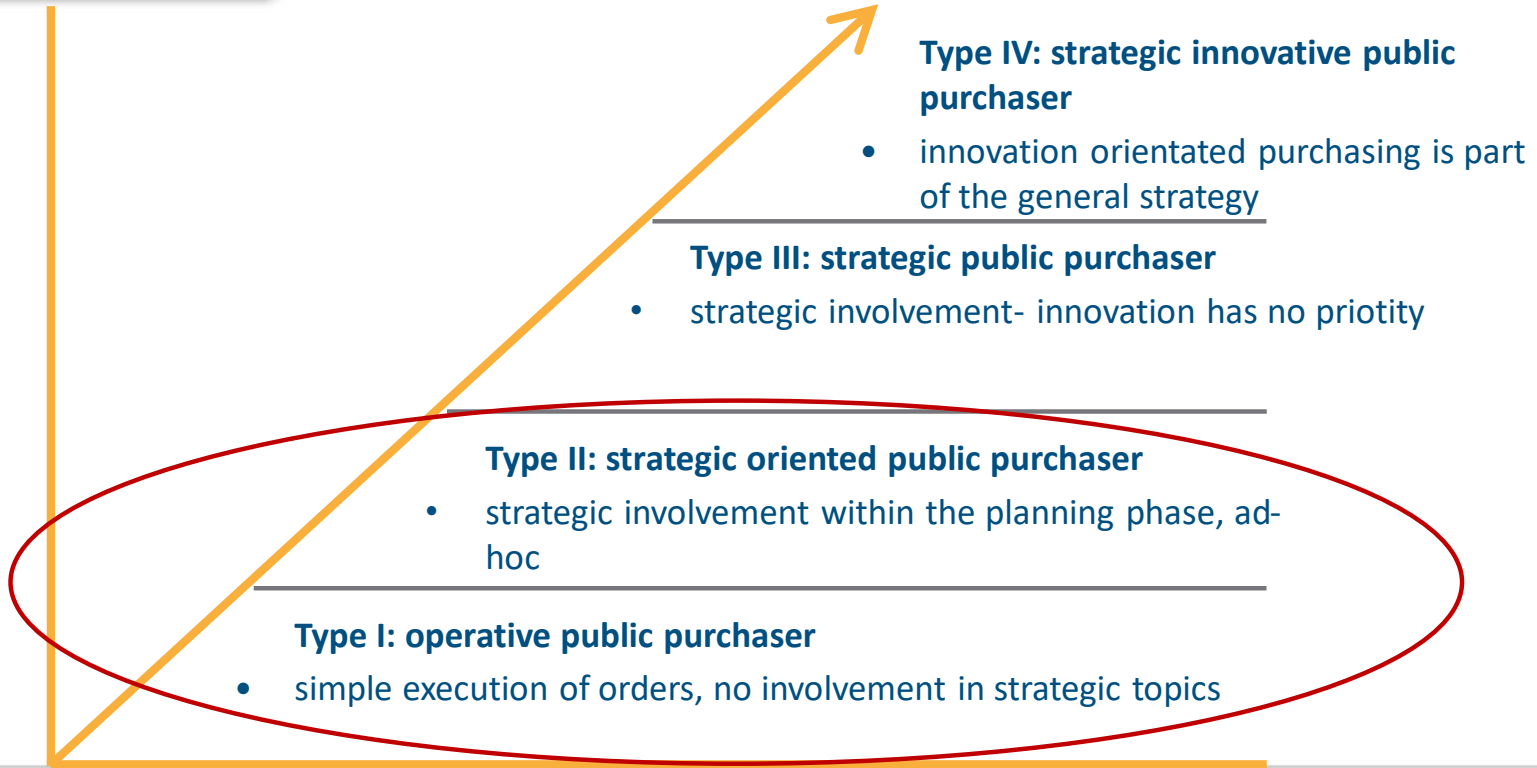 Type IV: strategic innovative public
purchaser
• innovation orientated purchasing is part
of the general strategy
Type III: strategic public purchaser
• strategic involvement- innovation has no priotity
Type II: strategic oriented public purchaser
• strategic involvement within the planning phase, ad-
hoc
Type I: operative public purchaser
• simple execution of orders, no involvement in strategic topics